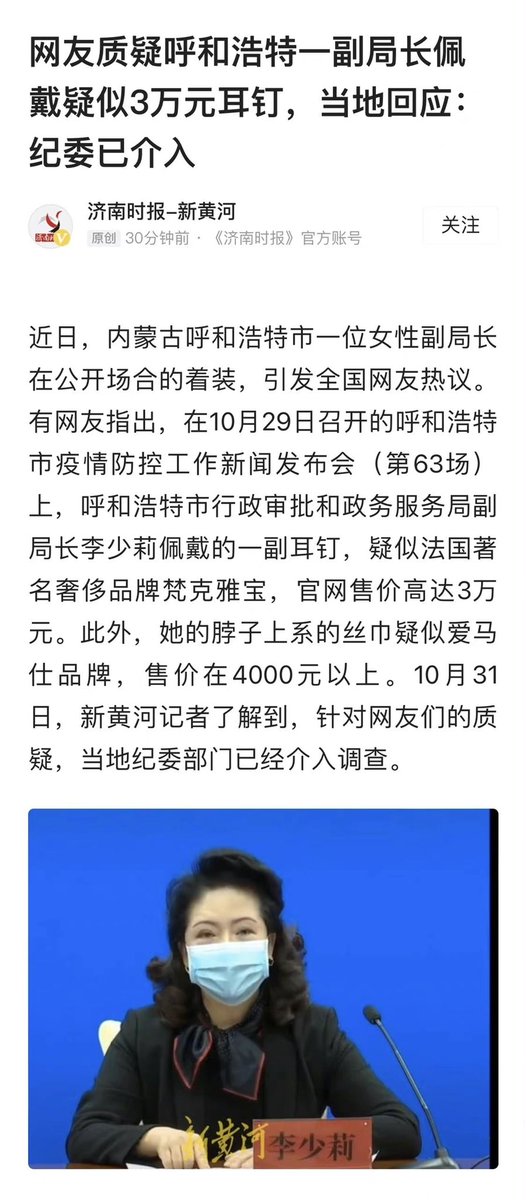 网友质疑呼和浩特一副局长佩
戴疑似3万元耳钉，当地回应：
纪委已介入
济南时报-新黄河
原创 30分钟前 · 《济南时报》官方账号
关注
近日，内蒙古呼和浩特市一位女性副局长
在公开场合的着装，引发全国网友热议。
有网友指出，在10月29日召开的呼和浩特
市疫情防控工作新闻发布会（第63场）
上，呼和浩特市行政审批和政务服务局副
局长李少莉佩戴的一副耳钉，疑似法国著
名奢侈品牌梵克雅宝，官网售价高达3万
元。此外，她的脖子上系的丝巾疑似爱马
仕品牌，售价在4000元以上。10月31
日，新黄河记者了解到，针对网友们的质
疑，当地纪委部门已经介入调查。
新黄河
李少莉